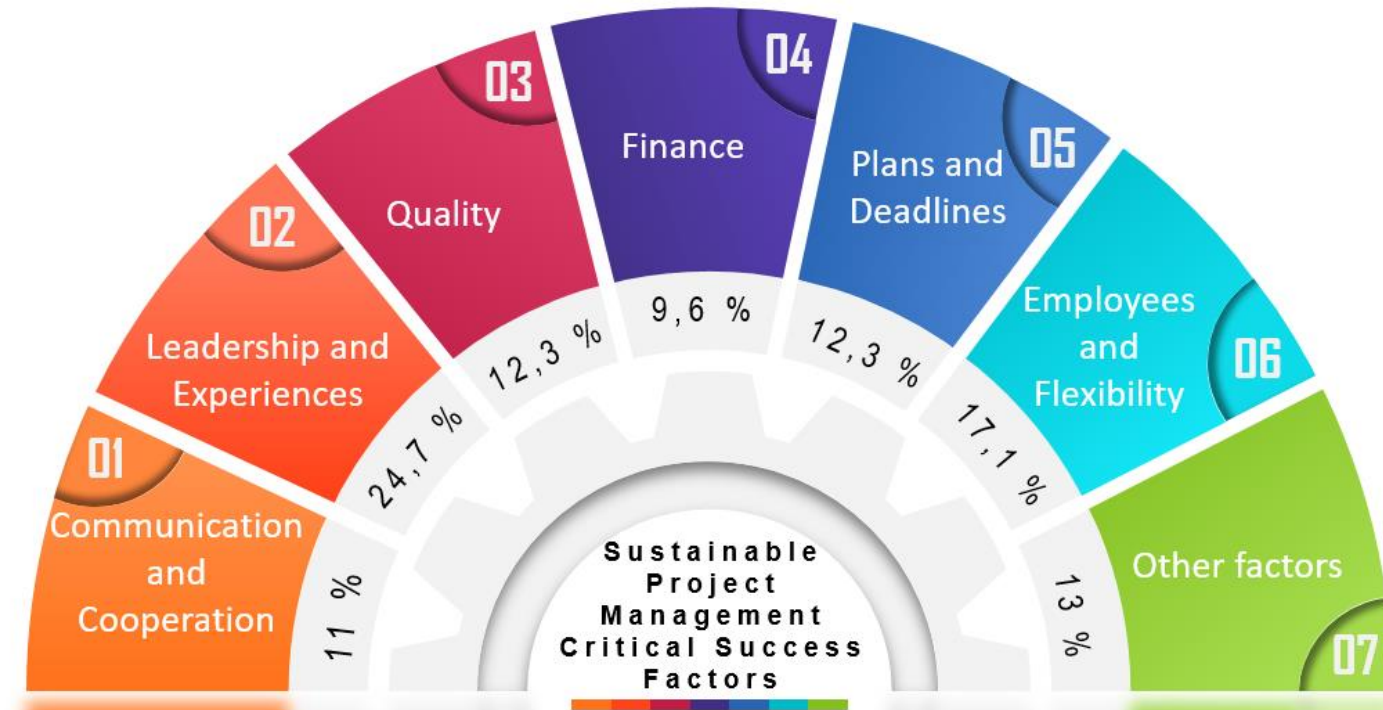 01
Communication
and
Cooperation
11 %
02
Leadership and
Experiences
24,7 %
03
Quality
12,3 %
04
Finance
9,6 %
05
Plans and
Deadlines
12,3 %
06
Employees
and
Flexibility
17,1 %
07
Other factors
13 %
Sustainable
Project
Management
Critical Success
Factors